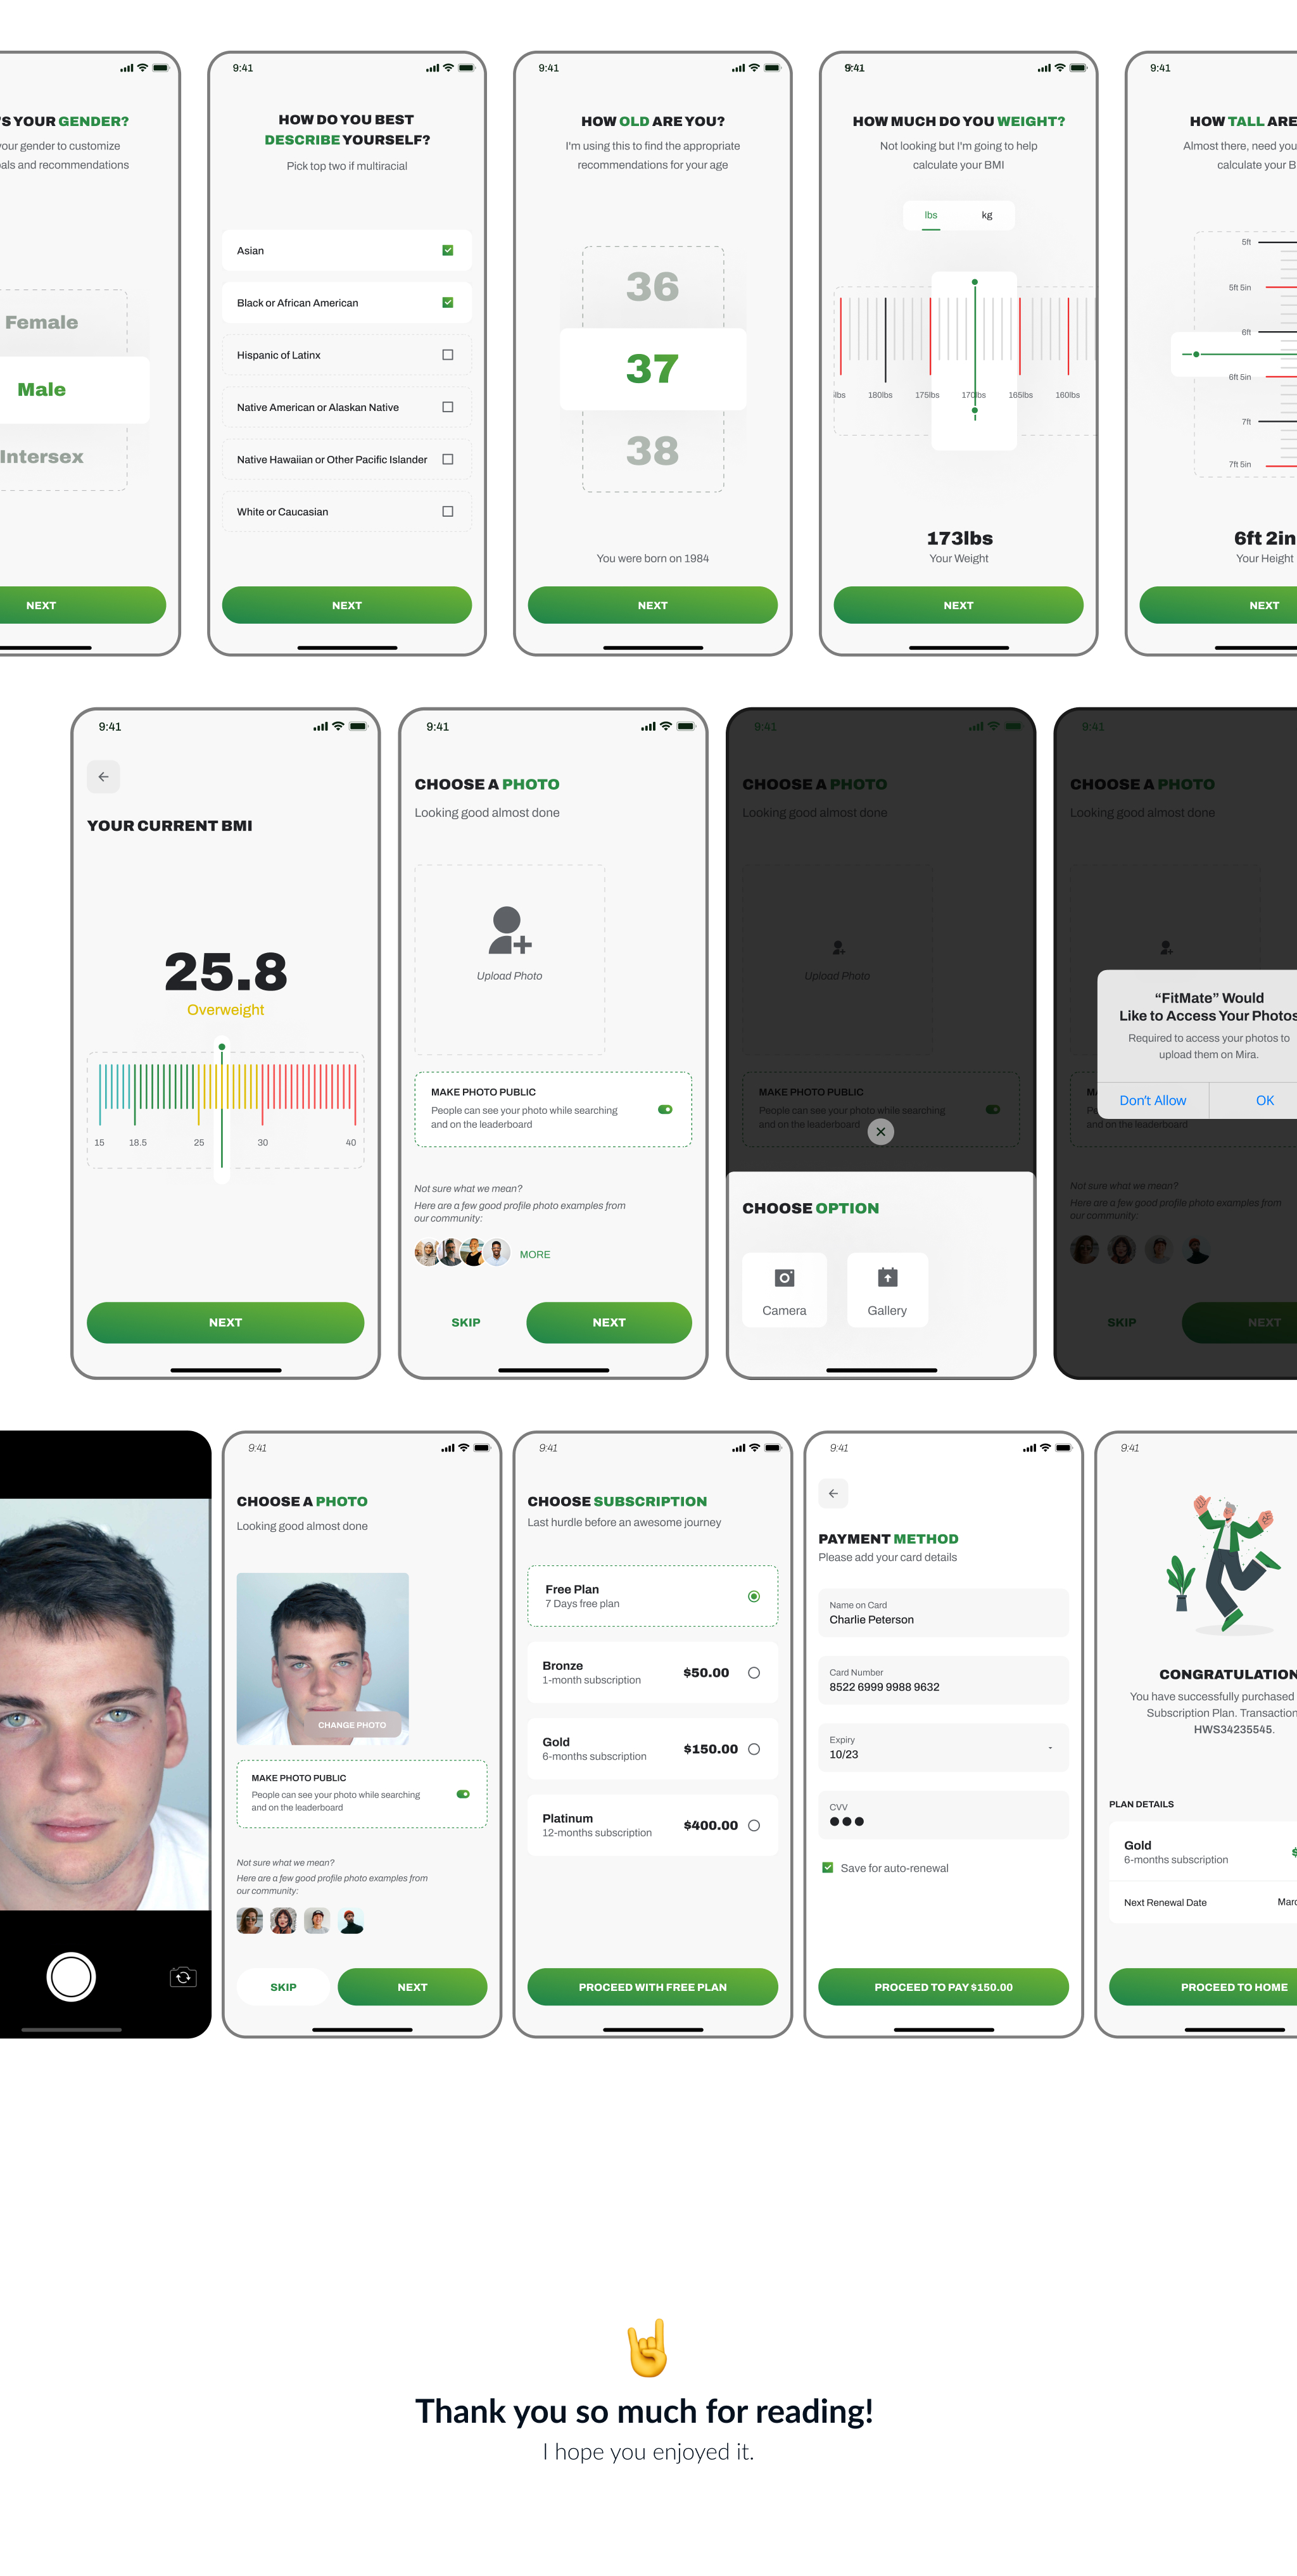 'S YOUR GENDER?
your gender to customize
als and recommendations
Female
Male
Intersex
NEXT
9:41
HOW DO YOU BEST
DESCRIBE YOURSELF?
Pick top two if multiracial
Asian
Black or African American
Hispanic of Latinx
Native American or Alaskan Native
Native Hawaiian or Other Pacific Islander
White or Caucasian
NEXT
9:41
HOW OLD ARE YOU?
I'm using this to find the appropriate
recommendations for your age
36
37
38
You were born on 1984
NEXT
9:41
HOW MUCH DO YOU WEIGHT?
Not looking but I'm going to help
calculate your BMI
lbs kg
lbs 180lbs 175lbs 170lbs 165lbs 160lbs
173lbs
Your Weight
NEXT
9:41
HOW TALL ARE
Almost there, need you
calculate your B
5ft
5ft 5in
6ft
6ft 5in
7ft
7ft 5in
6ft 2in
Your Height
NEXT
9:41
YOUR CURRENT BMI
25.8
Overweight
15 18.5 25 30 40
NEXT
9:41
CHOOSE A PHOTO
Looking good almost done
Upload Photo
MAKE PHOTO PUBLIC
People can see your photo while searching
and on the leaderboard
Not sure what we mean?
Here are a few good profile photo examples from
our community:
MORE
SKIP NEXT
9:41
CHOOSE A PHOTO
Looking good almost done
Upload Photo
MAKE PHOTO PUBLIC
People can see your photo while searching
and on the leaderboard
CHOOSE OPTION
Camera Gallery
9:41
CHOOSE A PHOTO
Looking good almost done
“FitMate” Would
Like to Access Your Photos
Required to access your photos to
upload them on Mira.
Don't Allow OK
and on the leaderboard
Not sure what we mean?
Here are a few good profile photo examples from
our community:
SKIP NEXT
9:41
CHOOSE A PHOTO
Looking good almost done
CHANGE PHOTO
MAKE PHOTO PUBLIC
People can see your photo while searching
and on the leaderboard
Not sure what we mean?
Here are a few good profile photo examples from
our community:
SKIP NEXT
9:41
CHOOSE SUBSCRIPTION
Last hurdle before an awesome journey
Free Plan
7 Days free plan
Bronze
1-month subscription
$50.00
Gold
6-months subscription
$150.00
Platinum
12-months subscription
$400.00
PROCEED WITH FREE PLAN
9:41
PAYMENT METHOD
Please add your card details
Name on Card
Charlie Peterson
Card Number
8522 6999 9988 9632
Expiry
10/23
CVV
Save for auto-renewal
PROCEED TO PAY $150.00
9:41
CONGRATULATION
You have successfully purchased
Subscription Plan. Transaction
HWS34235545.
PLAN DETAILS
Gold
6-months subscription
$
Next Renewal Date Marc
PROCEED TO HOME
Thank you so much for reading!
I hope you enjoyed it.